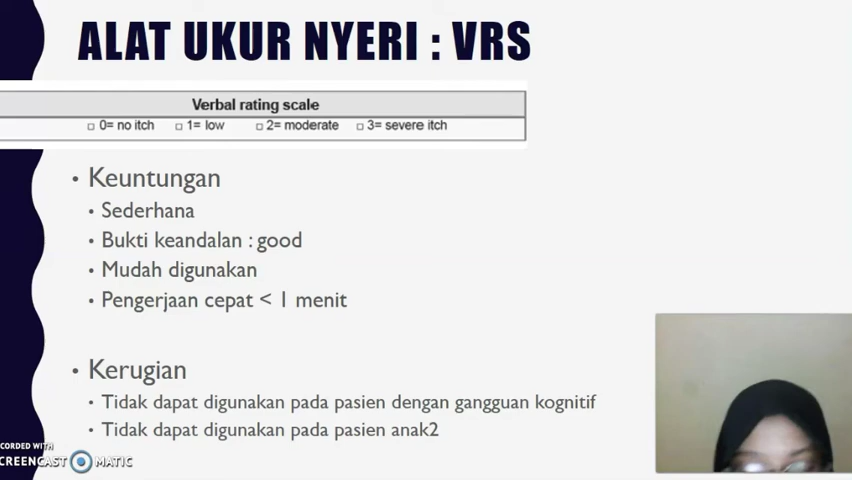 ALAT UKUR NYERI : VRS
Verbal rating scale
0= no itch 1= low 2= moderate 3= severe itch
• Keuntungan
• Sederhana
• Bukti keandalan : good
• Mudah digunakan
• Pengerjaan cepat < 1 menit
• Kerugian
• Tidak dapat digunakan pada pasien dengan gangguan kognitif
• Tidak dapat digunakan pada pasien anak2
CORDED WITH
CREENCAST MATIC